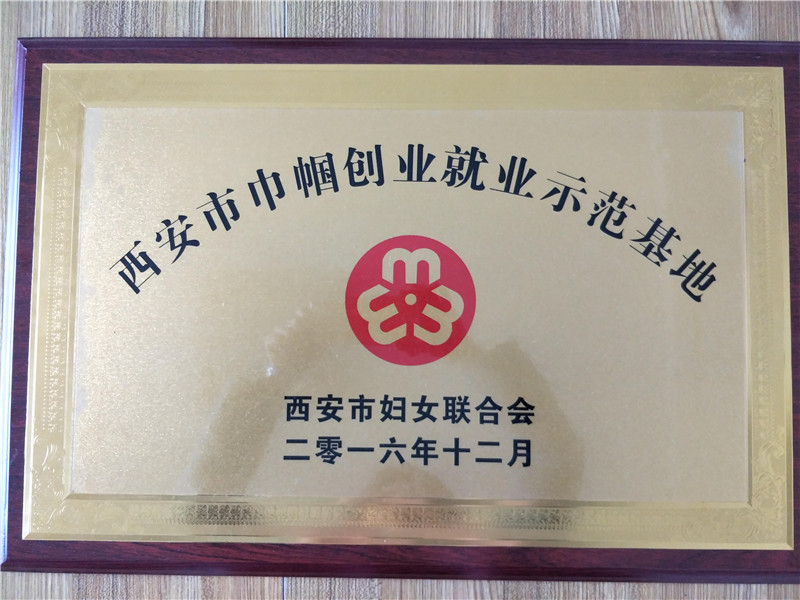 西安市巾帼创业就业示范基地
西安市妇女联合会
二零一六年十二月